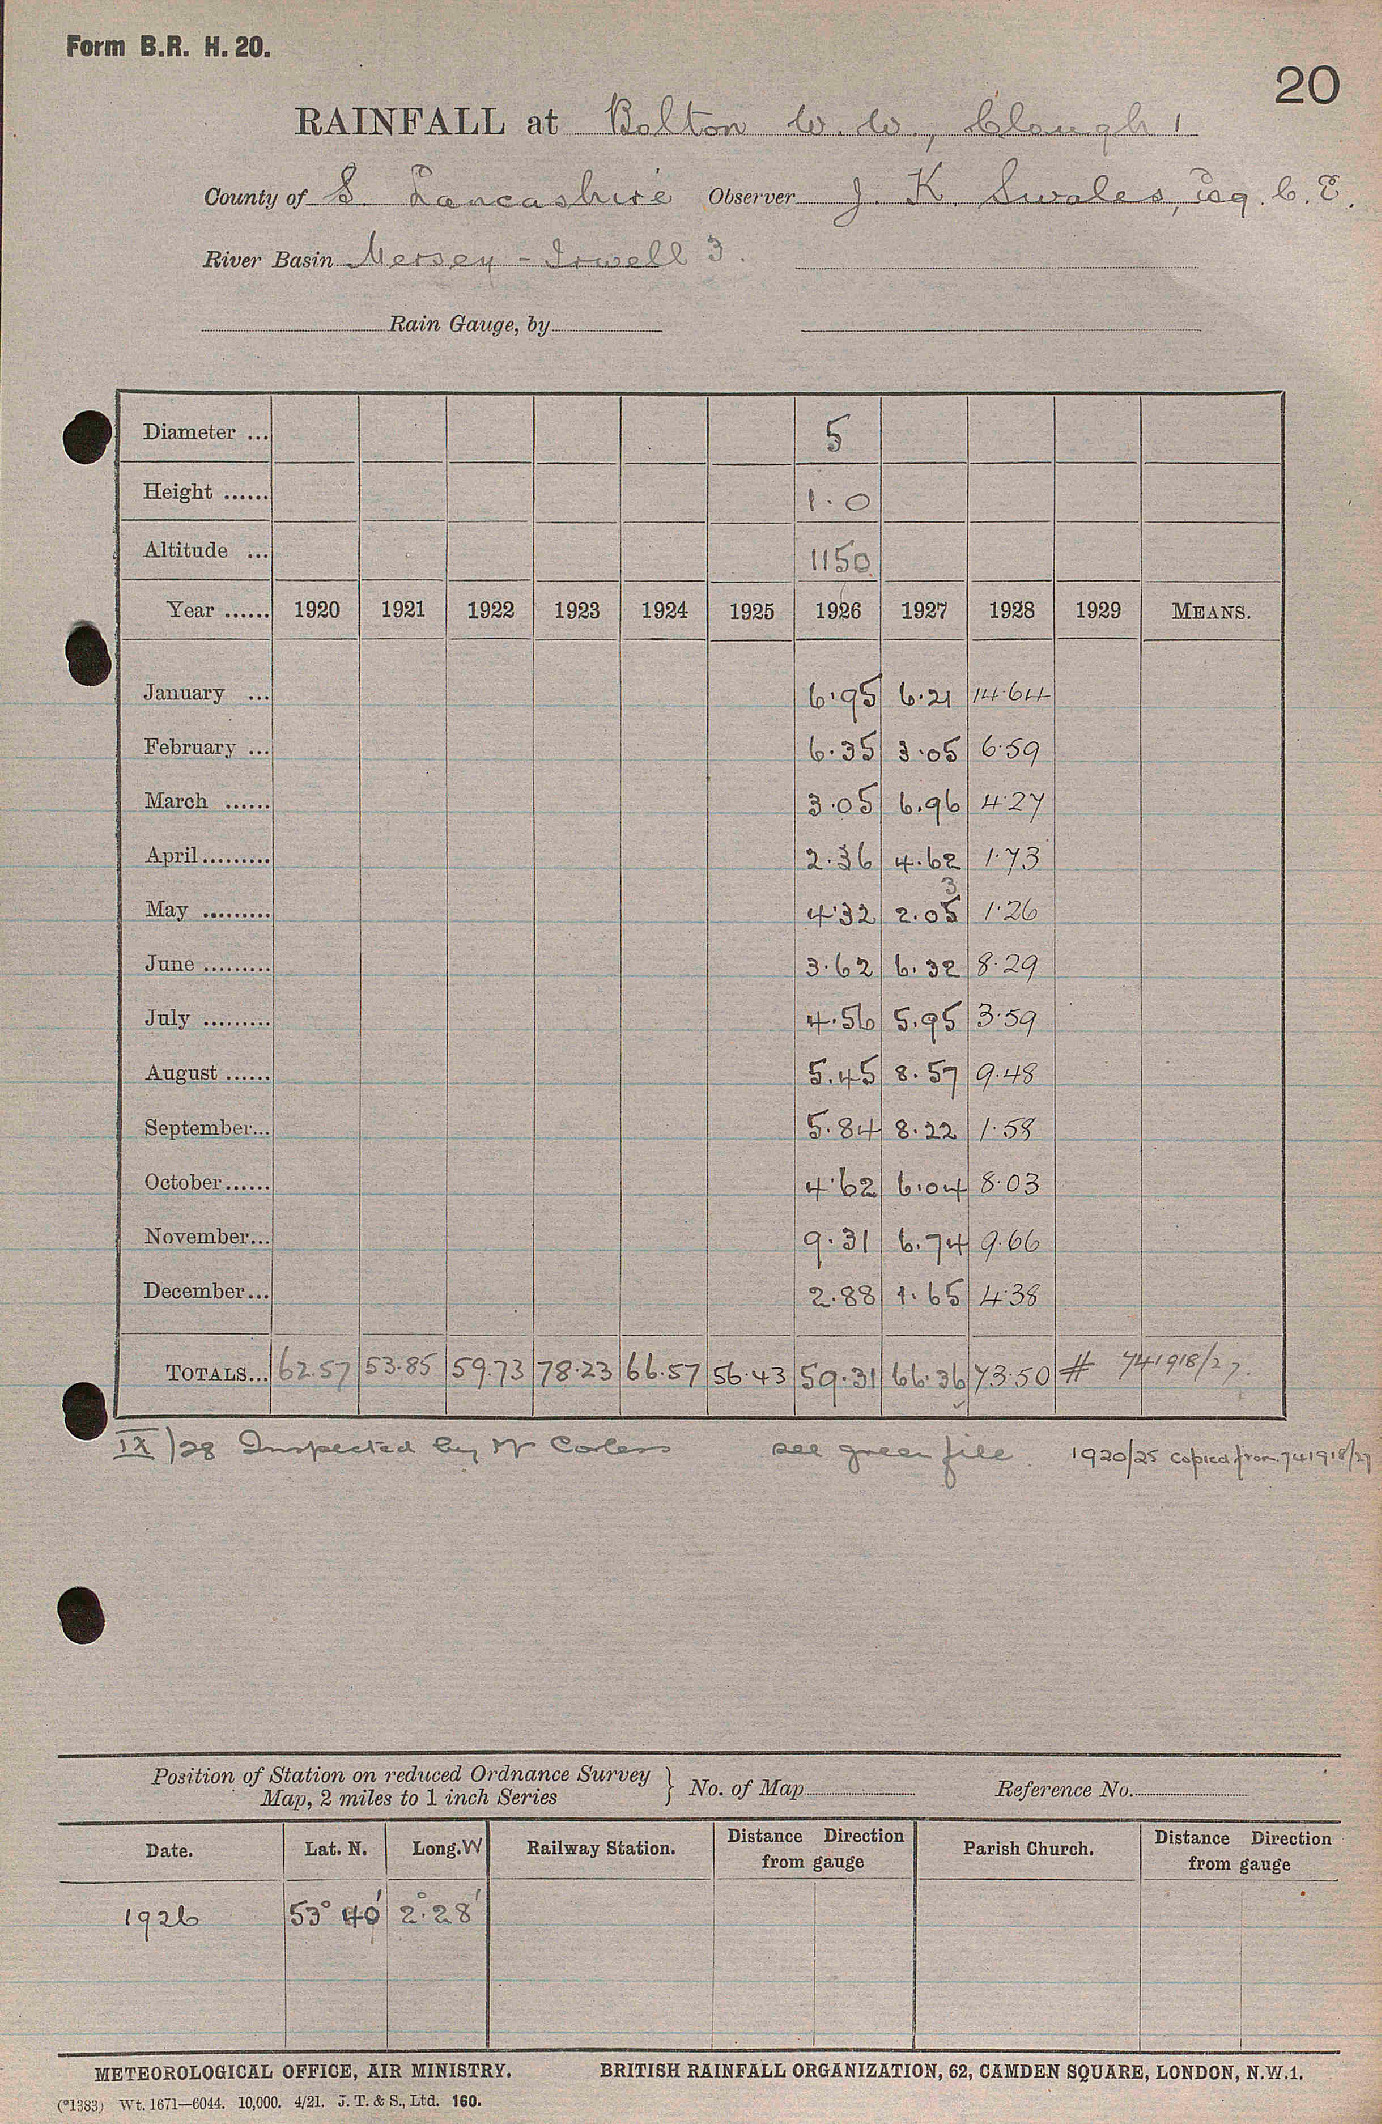 Form B.R. H. 20.
20
RAINFALL at Bolton W. W., Clough 1
County of S. Lancashire Observer J. K. Swales, Esq. C. E.
River Basin Mersey - Irwell 3.
Rain Gauge, by
Diameter ... 5
Height ...... 1.0
Altitude ... 1150
Year ...... 1920 1921 1922 1923 1924 1925 1926 1927 1928 1929 MEANS.
January ... 6.95 6.21 14.64
February ... 6.35 3.05 6.59
March ...... 3.05 6.96 4.27
April......... 2.36 4.62 1.73
3
May ......... 4.32 2.05 1.26
June ......... 3.62 6.32 8.29
July ......... 4.56 5.95 3.59
August ...... 5.45 8.57 9.48
September... 5.84 8.22 1.58
October...... 4.62 6.04 8.03
November... 9.31 6.74 9.66
December... 2.88 1.65 4.38
TOTALS... 62.57 53.85 59.73 78.23 66.57 56.43 59.31 66.36 73.50 # 741918/27
IX/28 Inspected by Mr see green file. 1920/25 copied from 741918/27
Position of Station on reduced Ordnance Survey Map, 2 miles to 1 inch Series } No. of Map Reference No.
Date. Lat. N. Long. W Railway Station. Distance Direction from gauge Parish Church. Distance Direction from gauge
1926 53° 40' 2° 28'
METEOROLOGICAL OFFICE, AIR MINISTRY. BRITISH RAINFALL ORGANIZATION, 62, CAMDEN SQUARE, LONDON, N.W.1.
(*1383) Wt. 1671—6044. 10,000. 4/21. J. T. & S., Ltd. 160.